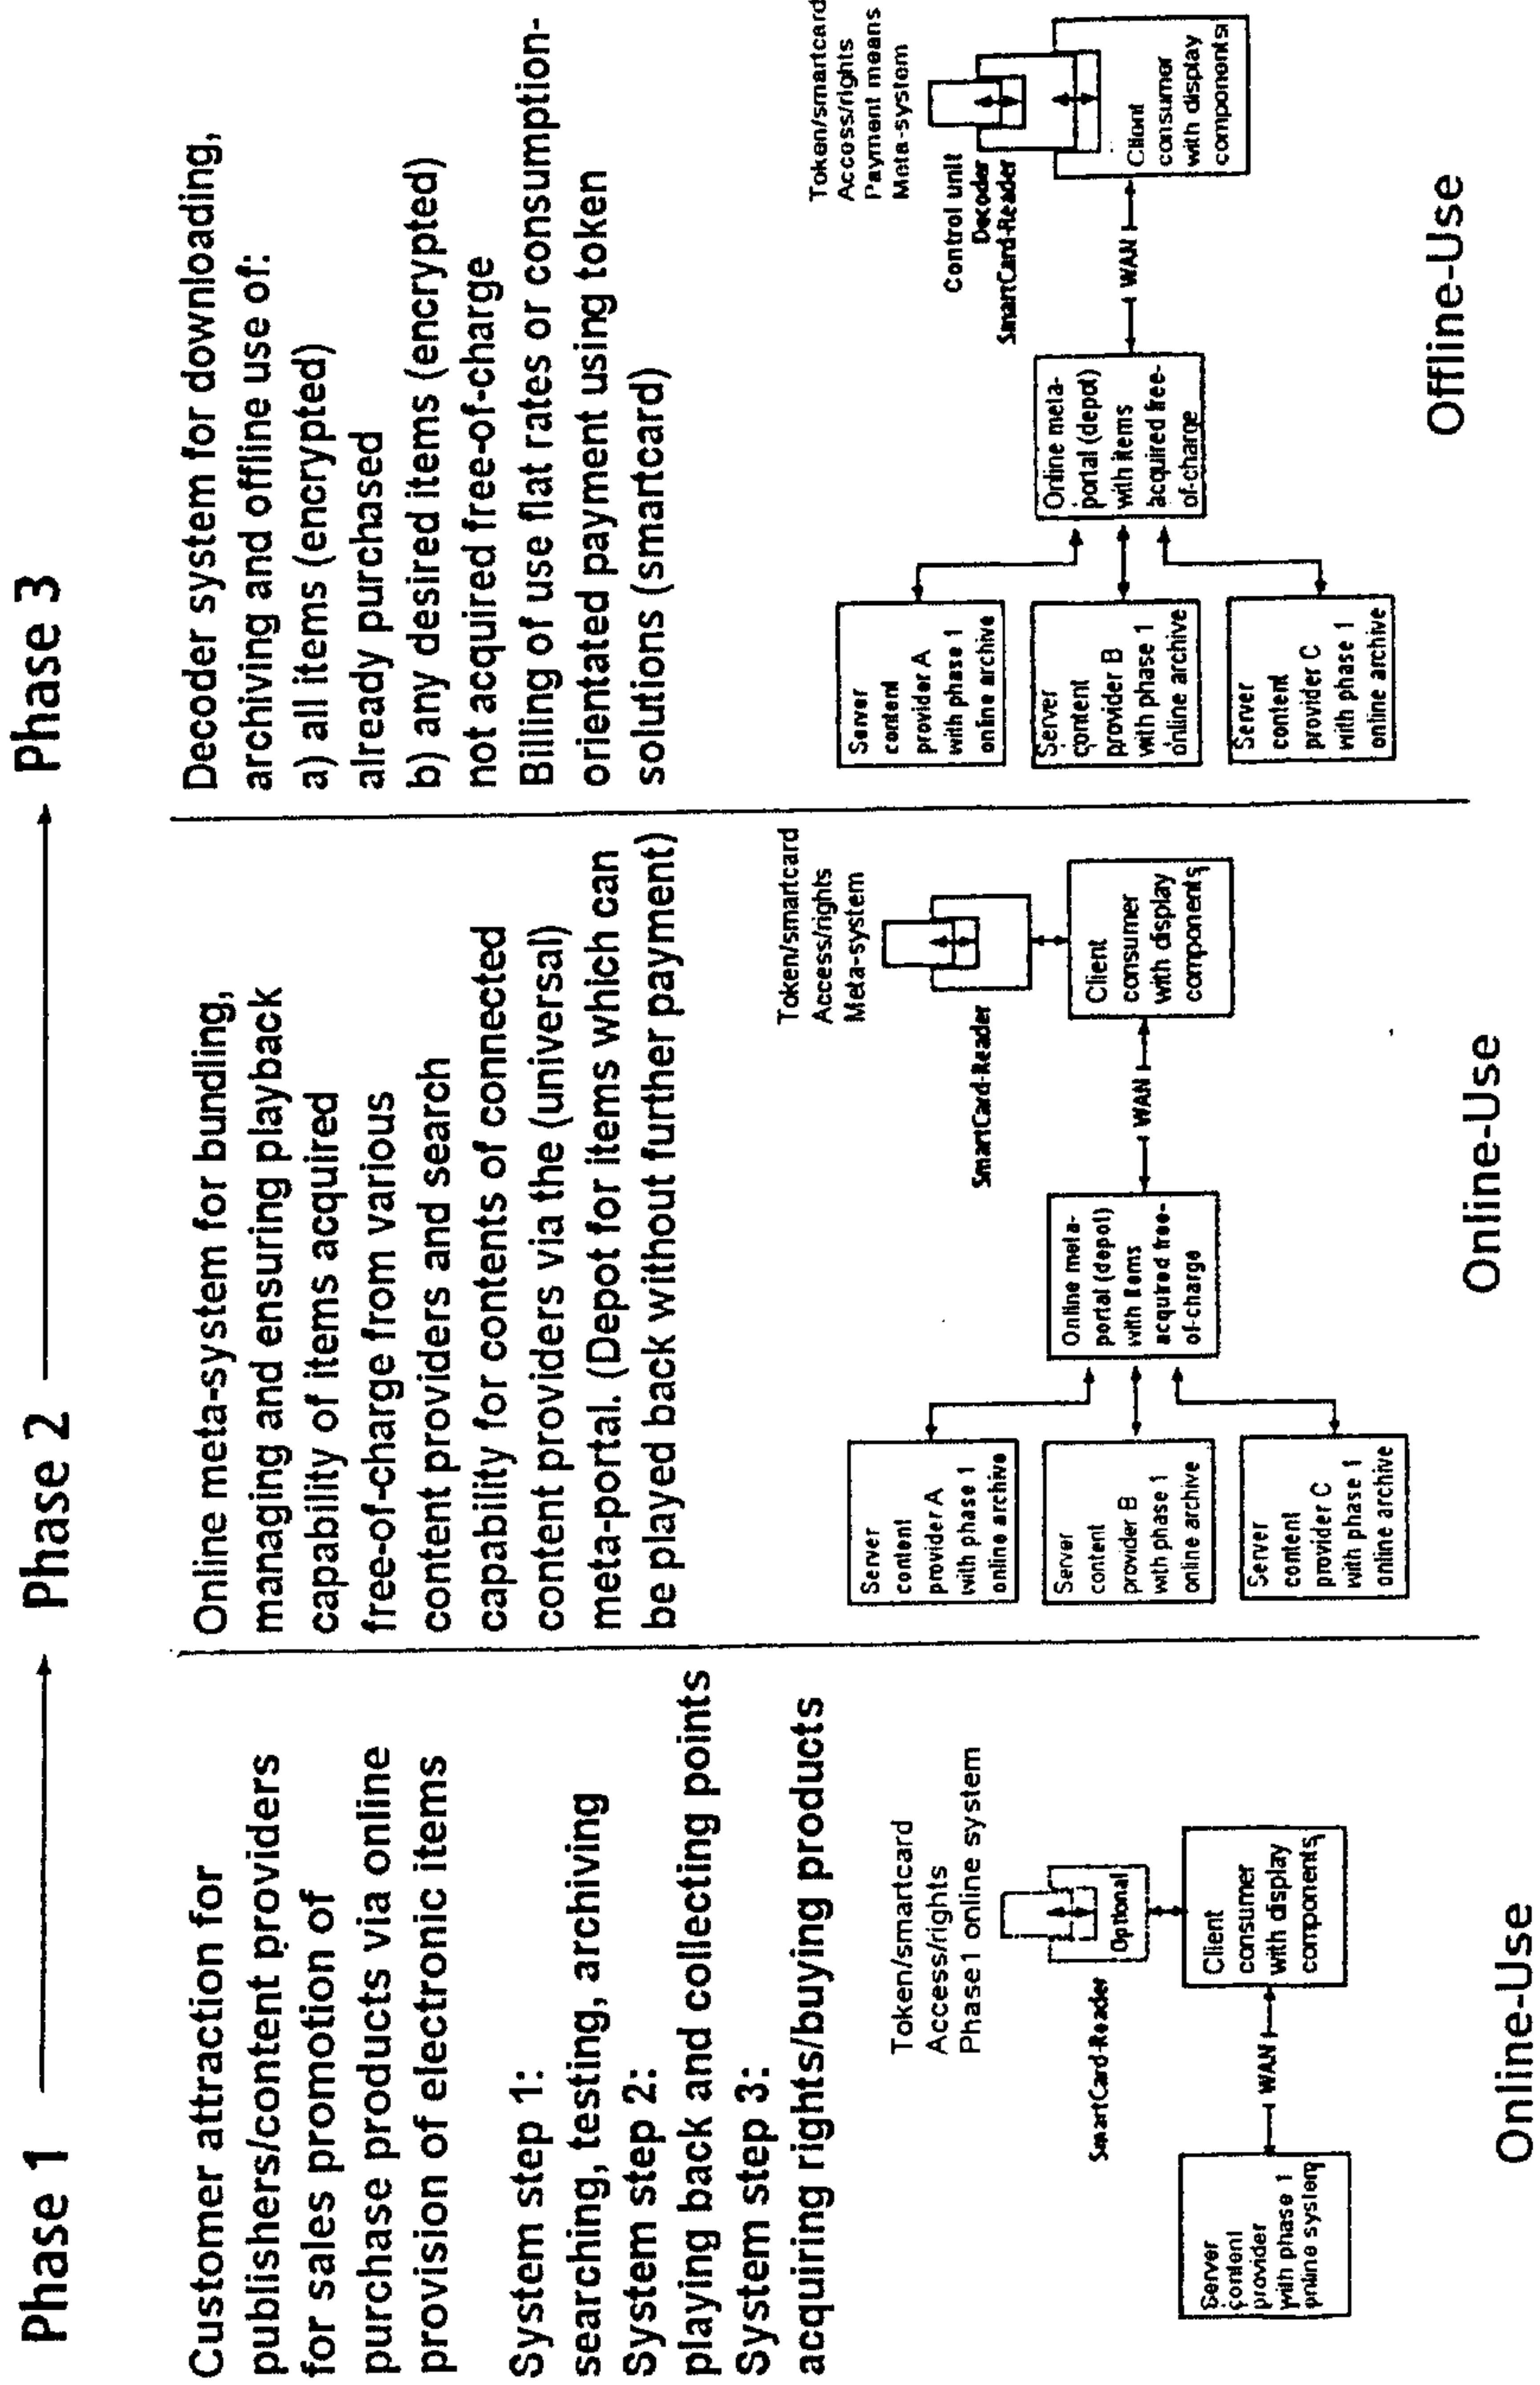 Phase 1
Phase 2
Phase 3
Customer attraction for
publishers/content providers
for sales promotion of
purchase products via online
provision of electronic items
System step 1:
searching, testing, archiving
System step 2:
playing back and collecting points
System step 3:
acquiring rights/buying products
Token/smartcard
Access/rights
Phase1 online system
SmartCard-Reader
Optional
Server
content
provider
with phase 1
online system
WAN
Client
consumer
with display
components
Online-Use
Online meta-system for bundling,
managing and ensuring playback
capability of items acquired
free-of-charge from various
content providers and search
capability for contents of connected
content providers via the (universal)
meta-portal. (Depot for items which can
be played back without further payment)
Token/smartcard
Access/rights
Meta-system
SmartCard-Reader
Server
content
provider A
with phase 1
online archive
Server
content
provider B
with phase 1
online archive
Server
content
provider C
with phase 1
online archive
Online meta-
portal (depot)
with items
acquired free-
of-charge
WAN
Client
consumer
with display
components
Online-Use
Decoder system for downloading,
archiving and offline use of:
a) all items (encrypted)
already purchased
b) any desired items (encrypted)
not acquired free-of-charge
Billing of use flat rates or consumption-
orientated payment using token
solutions (smartcard)
Token/smartcard
Access/rights
Payment means
Meta-system
Control unit
Decoder
SmartCard-Reader
Server
content
provider A
with phase 1
online archive
Server
content
provider B
with phase 1
online archive
Server
content
provider C
with phase 1
online archive
Online meta-
portal (depot)
with items
acquired free-
of-charge
WAN
Client
consumer
with display
components
Offline-Use